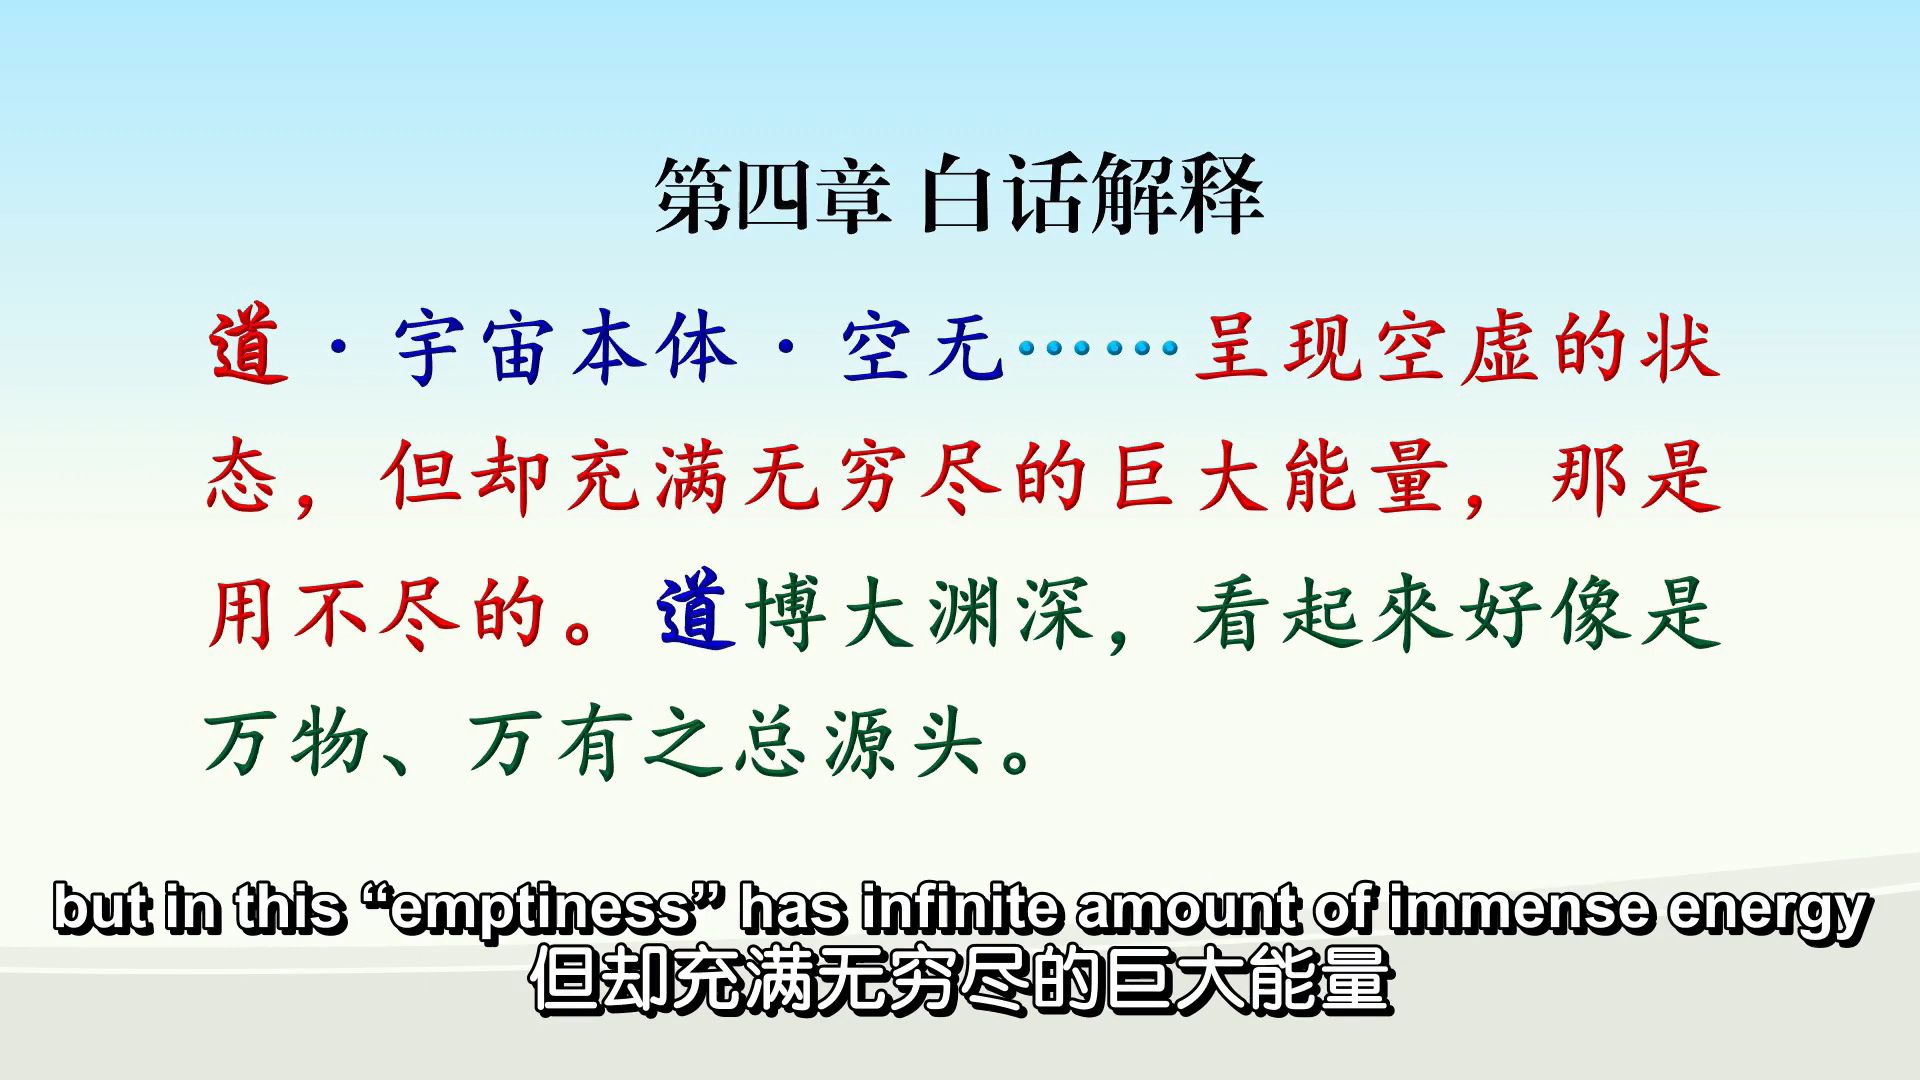 第四章 白话解释
道·宇宙本体·空无……呈现空虚的状
态，但却充满无穷尽的巨大能量，那是
用不尽的。道博大渊深，看起來好像是
万物、万有之总源头。
but in this “emptiness” has infinite amount of immense energy
但却充满无穷尽的巨大能量